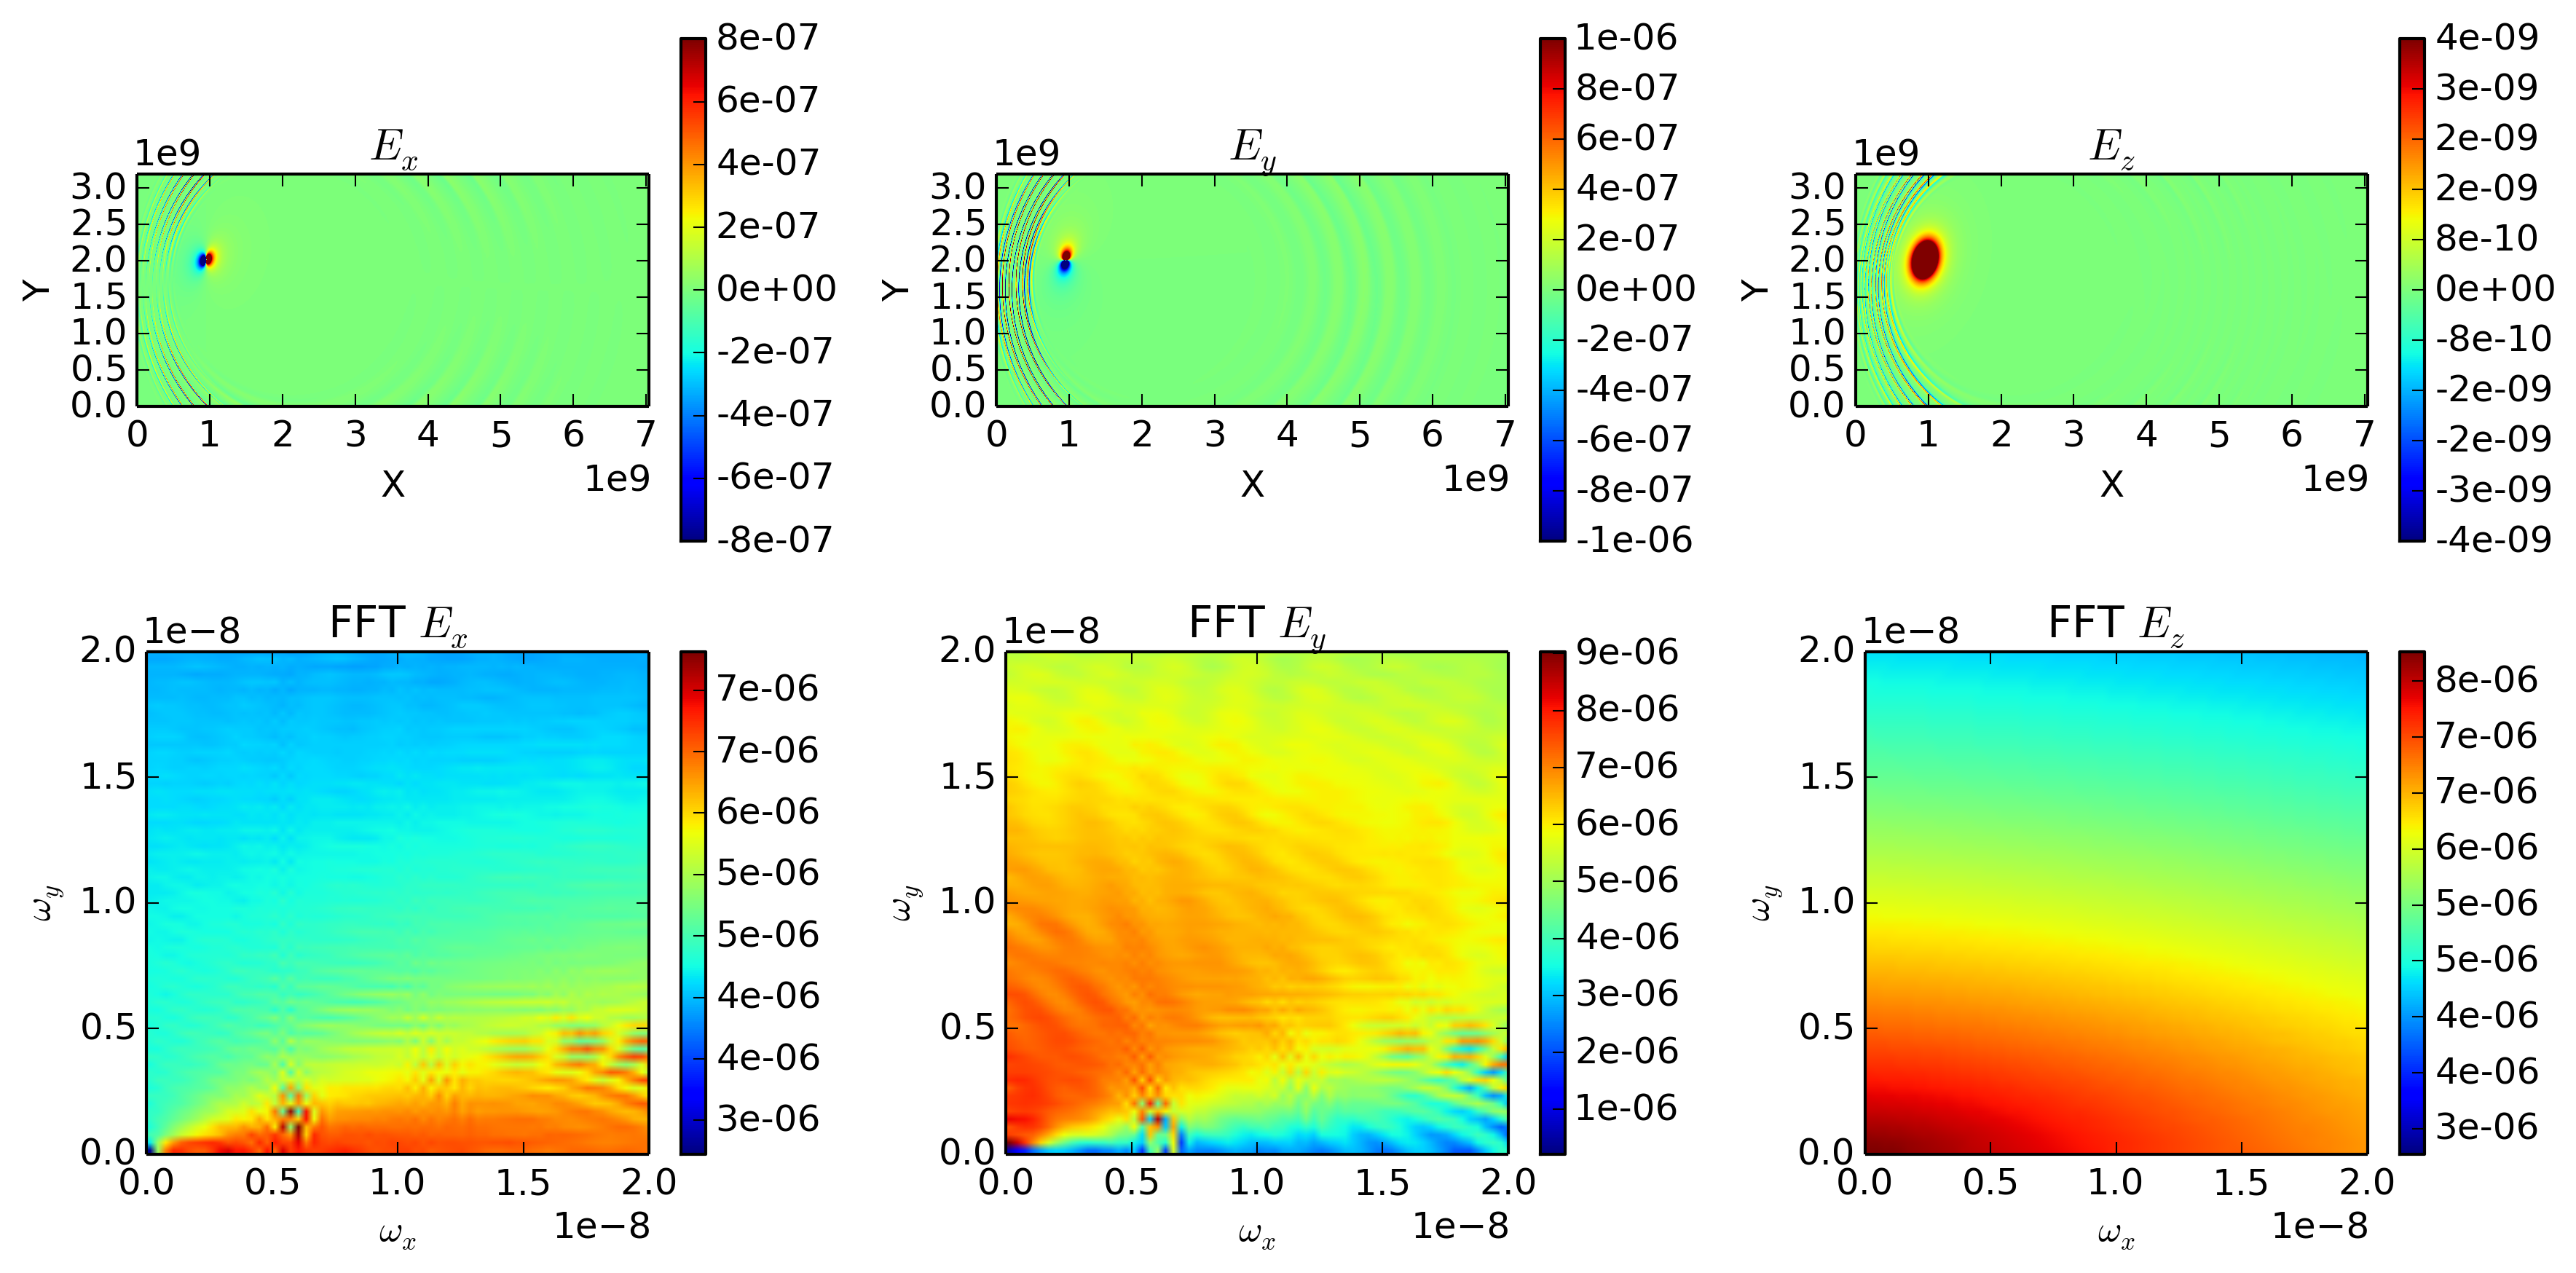 1e9
E_x
3.0
2.5
2.0
1.5
1.0
0.5
0.0
Y
0 1 2 3 4 5 6 7
X
1e9
8e-07
6e-07
4e-07
2e-07
0e+00
-2e-07
-4e-07
-6e-07
-8e-07
1e9
E_y
3.0
2.5
2.0
1.5
1.0
0.5
0.0
Y
0 1 2 3 4 5 6 7
X
1e9
1e-06
8e-07
6e-07
4e-07
2e-07
0e+00
-2e-07
-4e-07
-6e-07
-8e-07
-1e-06
1e9
E_z
3.0
2.5
2.0
1.5
1.0
0.5
0.0
Y
0 1 2 3 4 5 6 7
X
1e9
4e-09
3e-09
2e-09
2e-09
8e-10
0e+00
-8e-10
-2e-09
-2e-09
-3e-09
-4e-09
1e−8
FFT E_x
2.0
1.5
1.0
0.5
0.0
ω_y
0.0 0.5 1.0 1.5 2.0
ω_x
1e−8
7e-06
7e-06
6e-06
5e-06
5e-06
4e-06
4e-06
3e-06
1e−8
FFT E_y
2.0
1.5
1.0
0.5
0.0
ω_y
0.0 0.5 1.0 1.5 2.0
ω_x
1e−8
9e-06
8e-06
7e-06
6e-06
5e-06
4e-06
3e-06
2e-06
1e-06
1e−8
FFT E_z
2.0
1.5
1.0
0.5
0.0
ω_y
0.0 0.5 1.0 1.5 2.0
ω_x
1e−8
8e-06
7e-06
7e-06
6e-06
5e-06
5e-06
4e-06
4e-06
3e-06